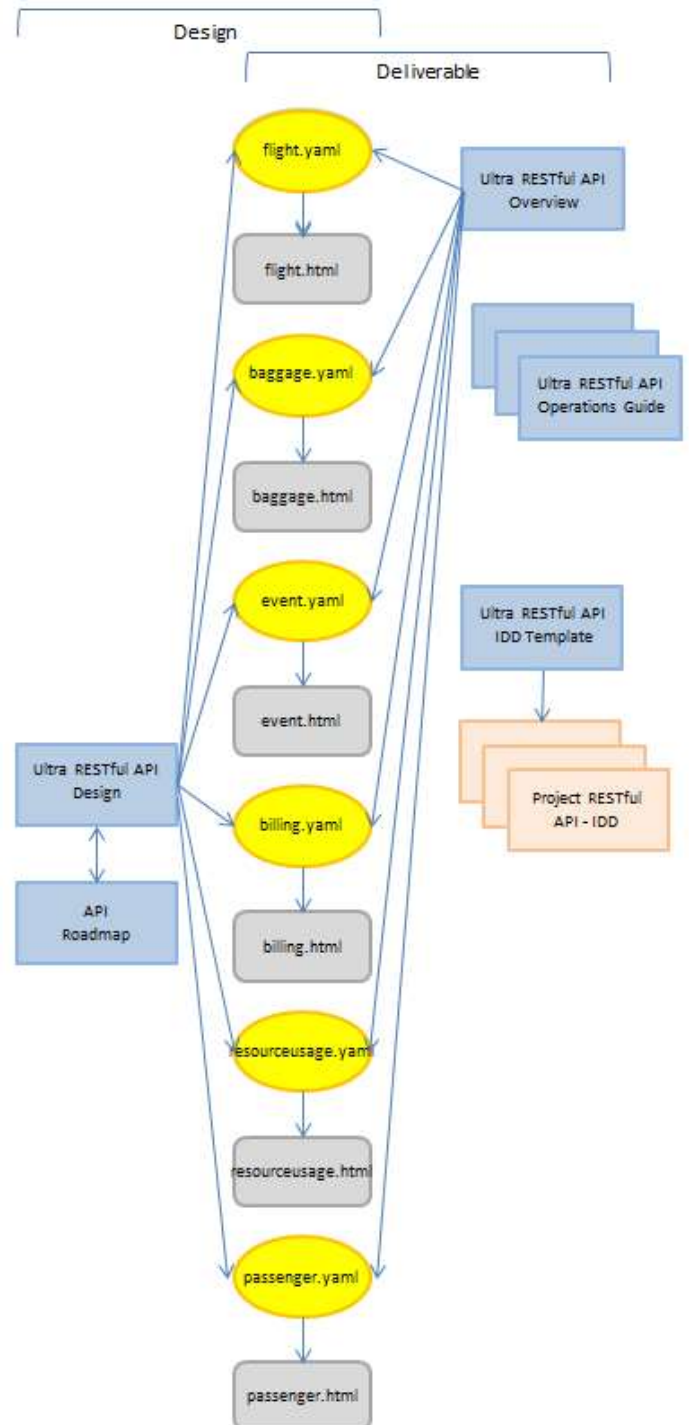 Design
Deliverable
flight.yaml
Ultra RESTful API
Overview
flight.html
baggage.yaml
Ultra RESTful API
Operations Guide
baggage.html
event.yaml
Ultra RESTful API
IDD Template
event.html
Ultra RESTful API
Design
billing.yaml
Project RESTful
API - IDD
API
Roadmap
billing.html
resourceusage.yaml
resourceusage.html
passenger.yaml
passenger.html